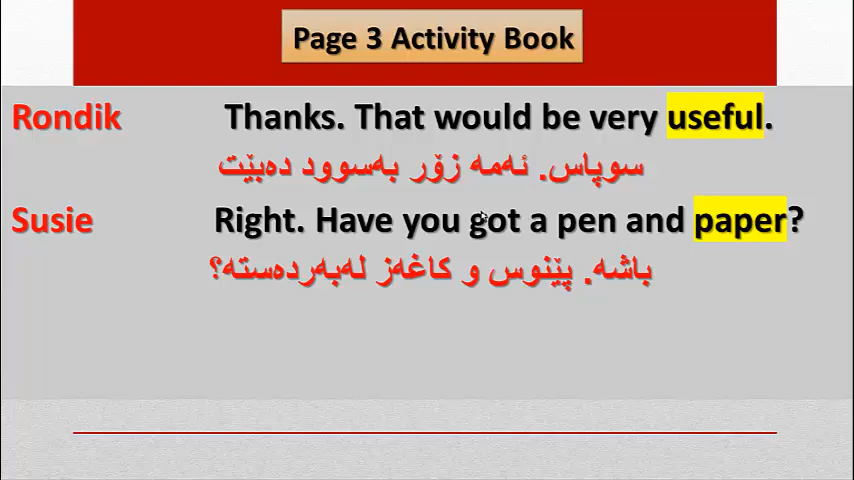 Page 3 Activity Book
Rondik Thanks. That would be very useful.
سوپاس. ئەمە زۆر بەسوود دەبێت
Susie Right. Have you got a pen and paper?
باشە. پێنوس و کاغەز لەبەردەستە؟